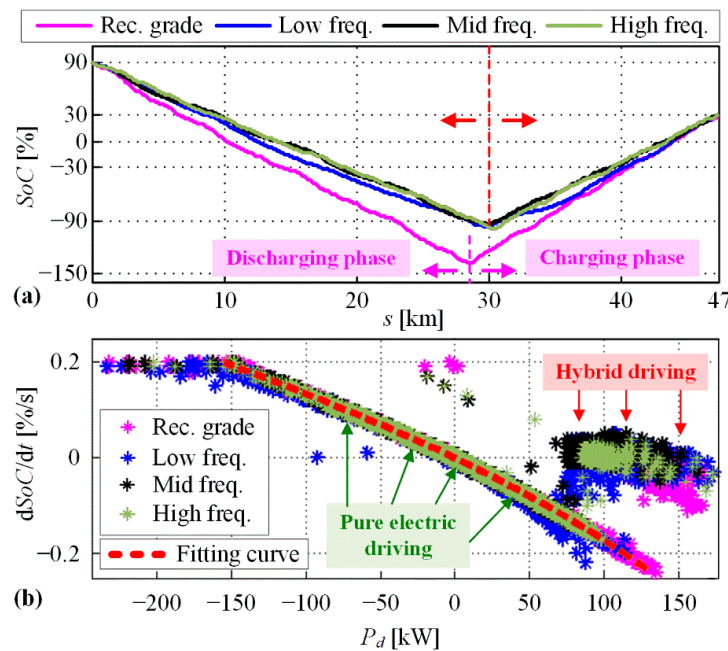 Rec. grade Low freq. Mid freq. High freq.
SoC [%]
90
30
0
−30
−90
−150
Discharging phase Charging phase
(a)
0 10 20 30 40 47
s [km]
dSoC/dt [%/s]
0.2
0
−0.2
Hybrid driving
Rec. grade
Low freq.
Mid freq.
High freq.
Fitting curve
Pure electric
driving
(b)
−200 −150 −100 −50 0 50 100 150
Pd [kW]